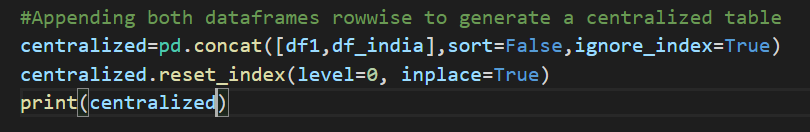 #Appending both dataframes rowwise to generate a centralized table
centralized=pd.concat([df1,df_india],sort=False,ignore_index=True)
centralized.reset_index(level=0, inplace=True)
print(centralized)